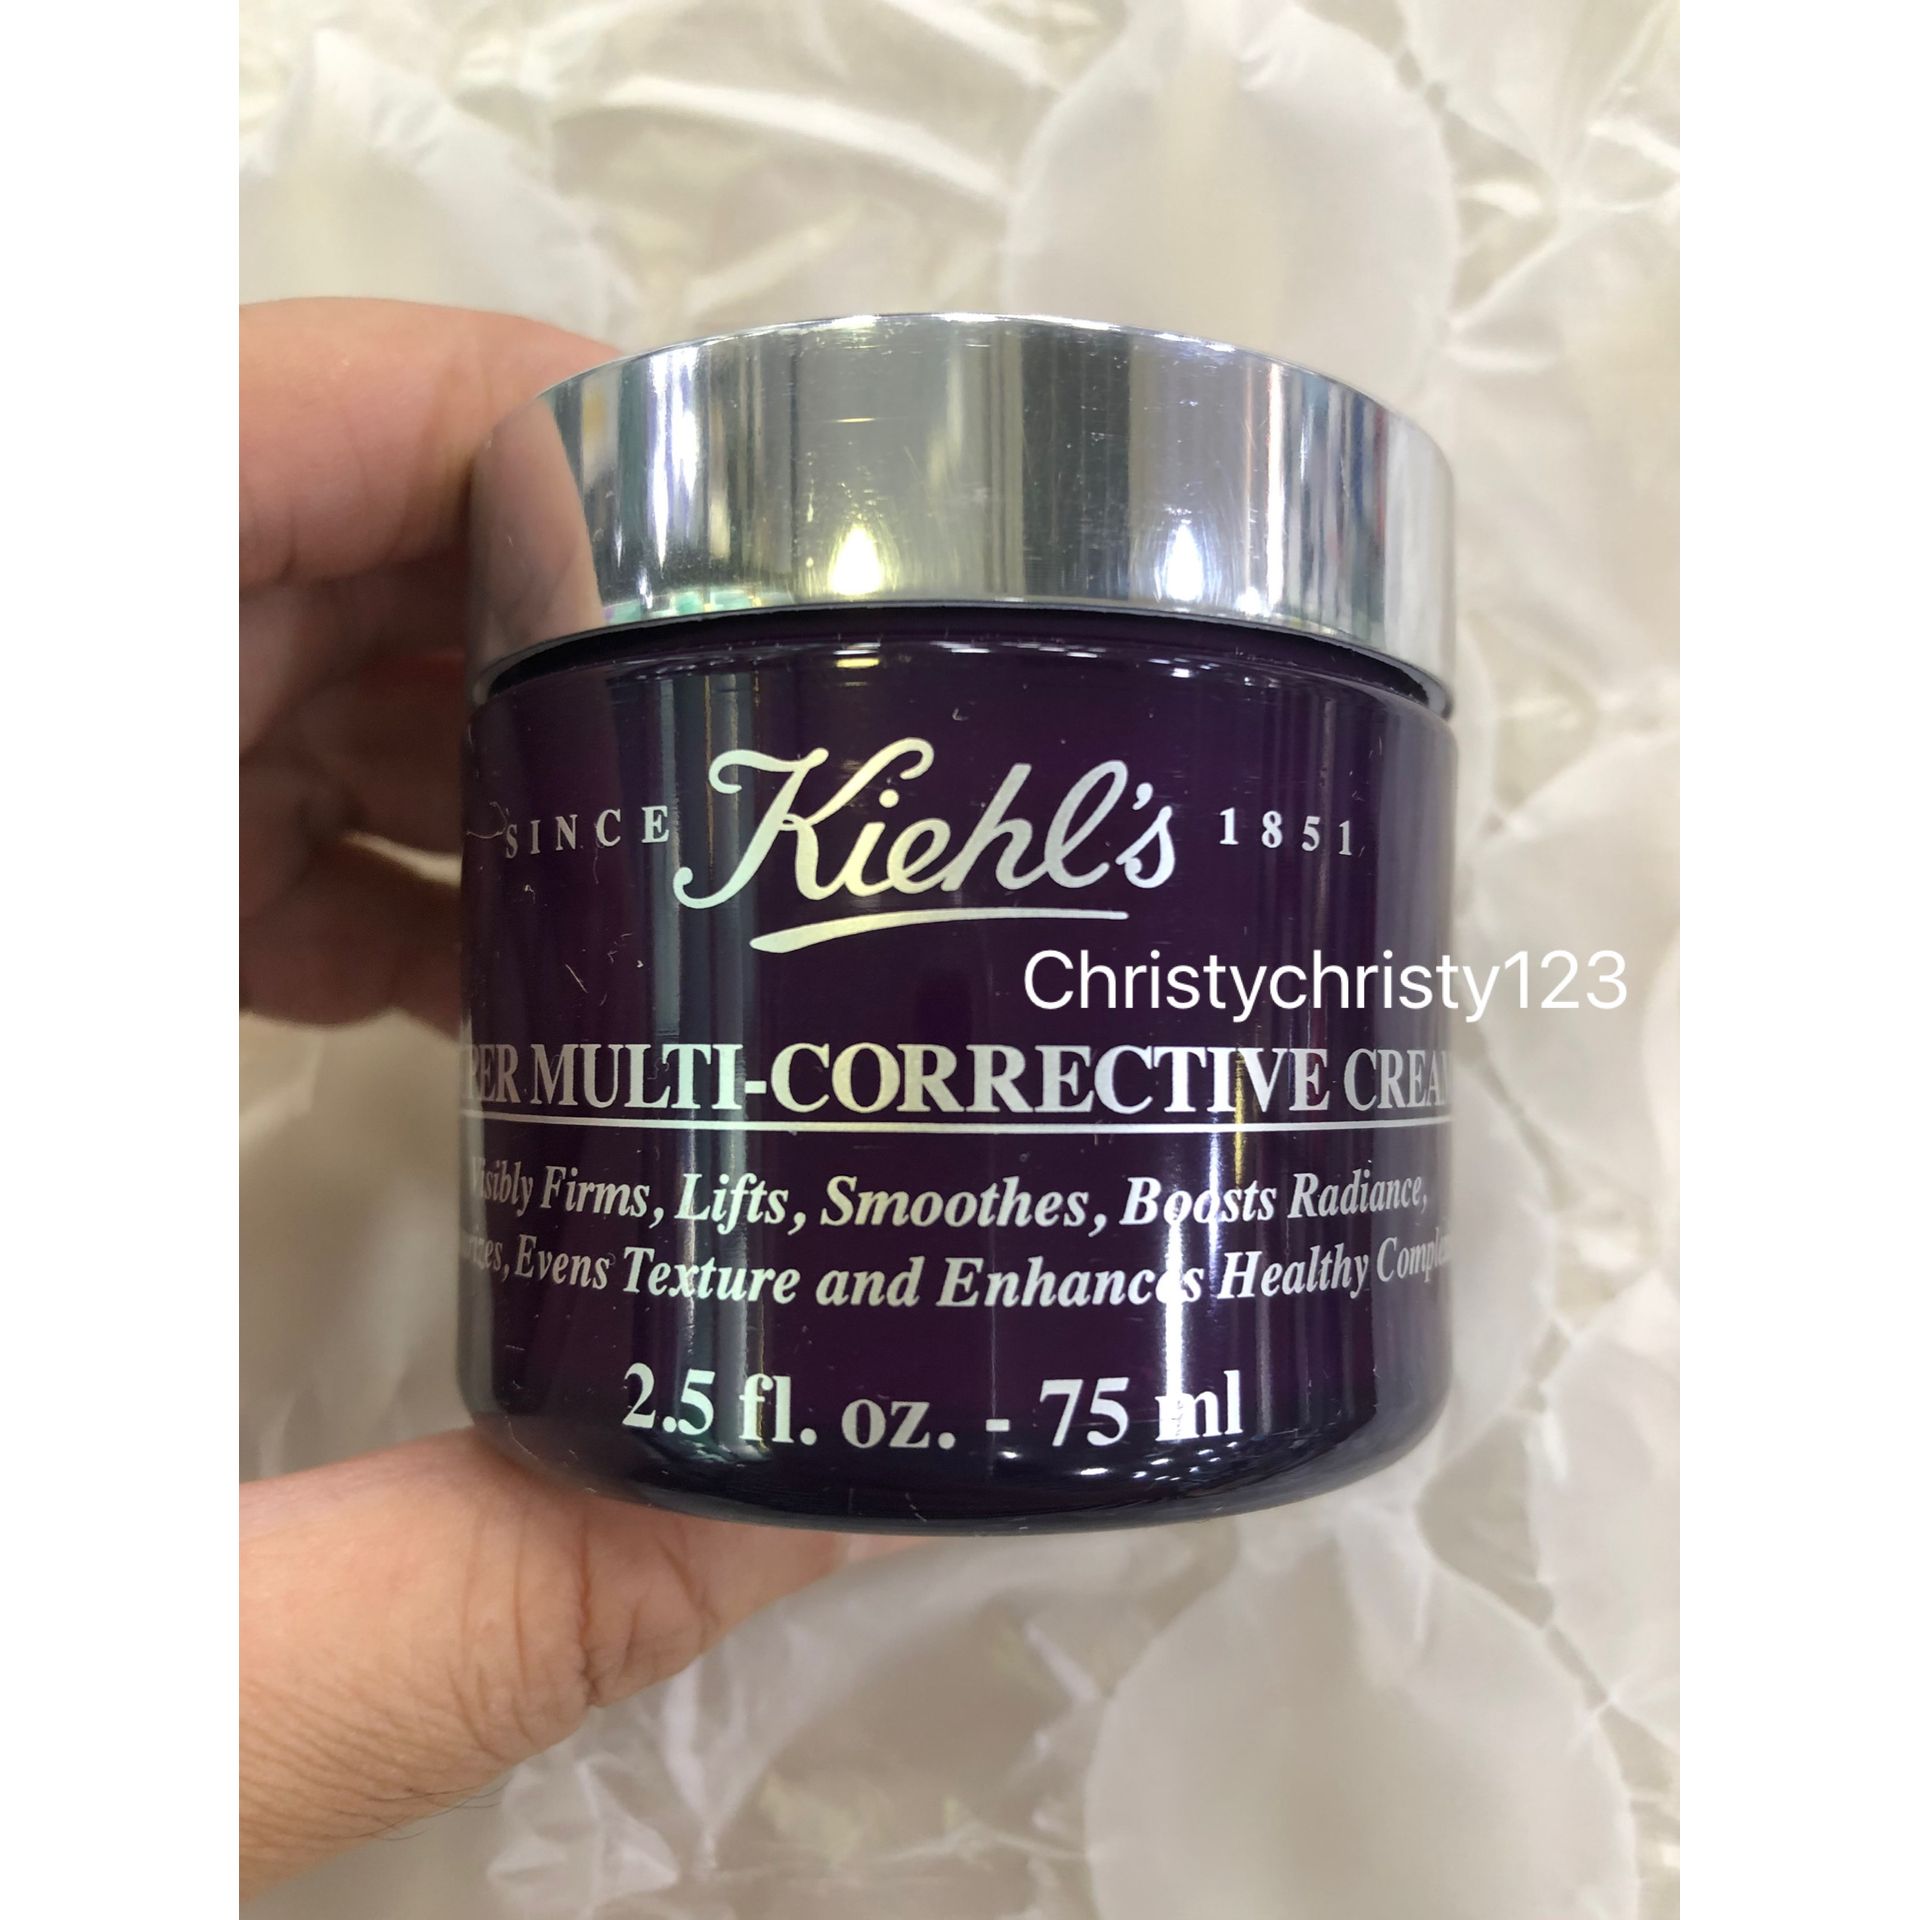 SINCE Kiehl's 1851
Christychristy123
MULTI-CORRECTIVE CREAM
Visibly Firms, Lifts, Smoothes, Boosts Radiance,
Evens Texture and Enhances Healthy
2.5 fl. oz. - 75 ml